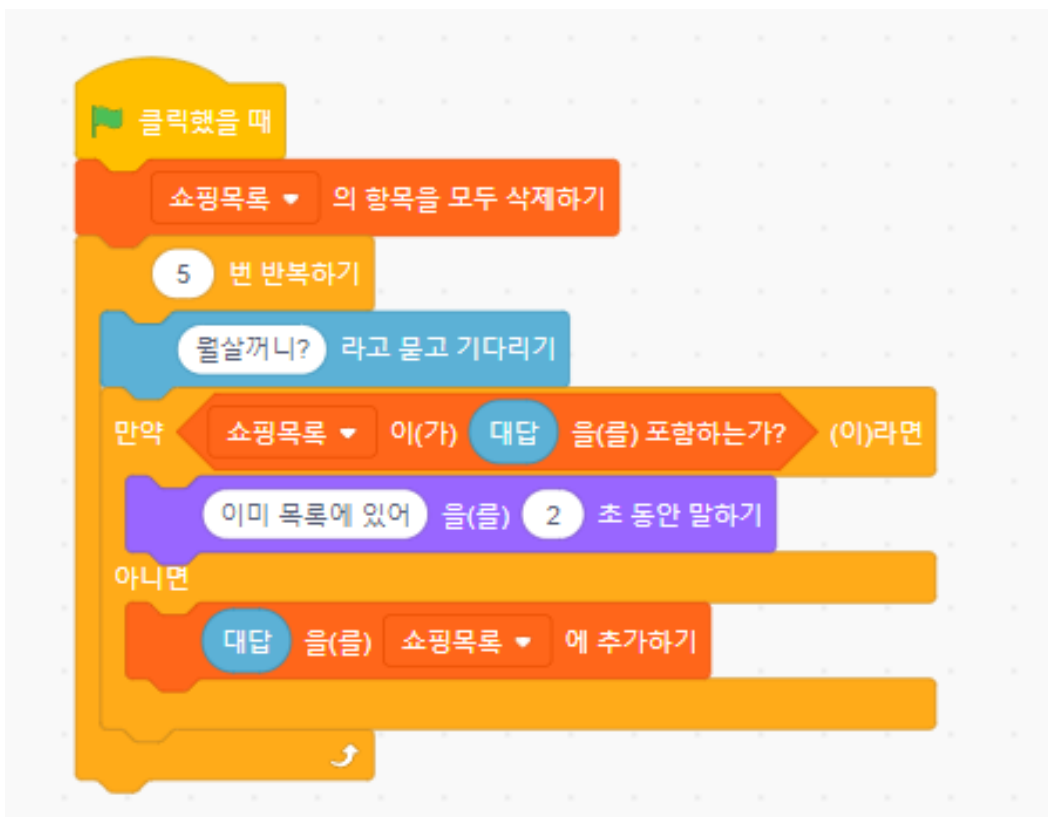 클릭했을 때
쇼핑목록 의 항목을 모두 삭제하기
5 번 반복하기
뭘살꺼니? 라고 묻고 기다리기
만약 쇼핑목록 이(가) 대답 을(를) 포함하는가? (이)라면
이미 목록에 있어 을(를) 2 초 동안 말하기
아니면
대답 을(를) 쇼핑목록 에 추가하기